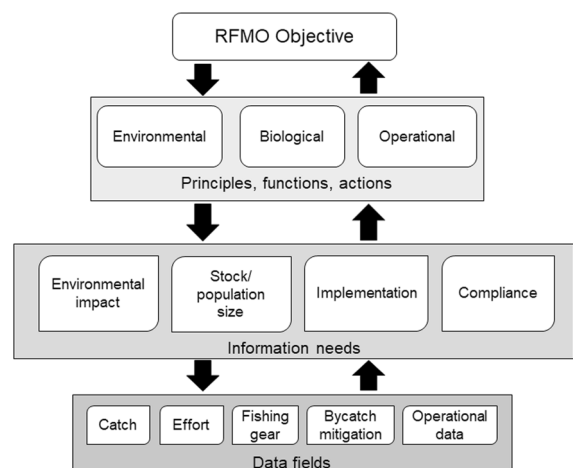 RFMO Objective
Environmental
Biological
Operational
Principles, functions, actions
Environmental
impact
Stock/
population
size
Implementation
Compliance
Information needs
Catch
Effort
Fishing
gear
Bycatch
mitigation
Operational
data
Data fields